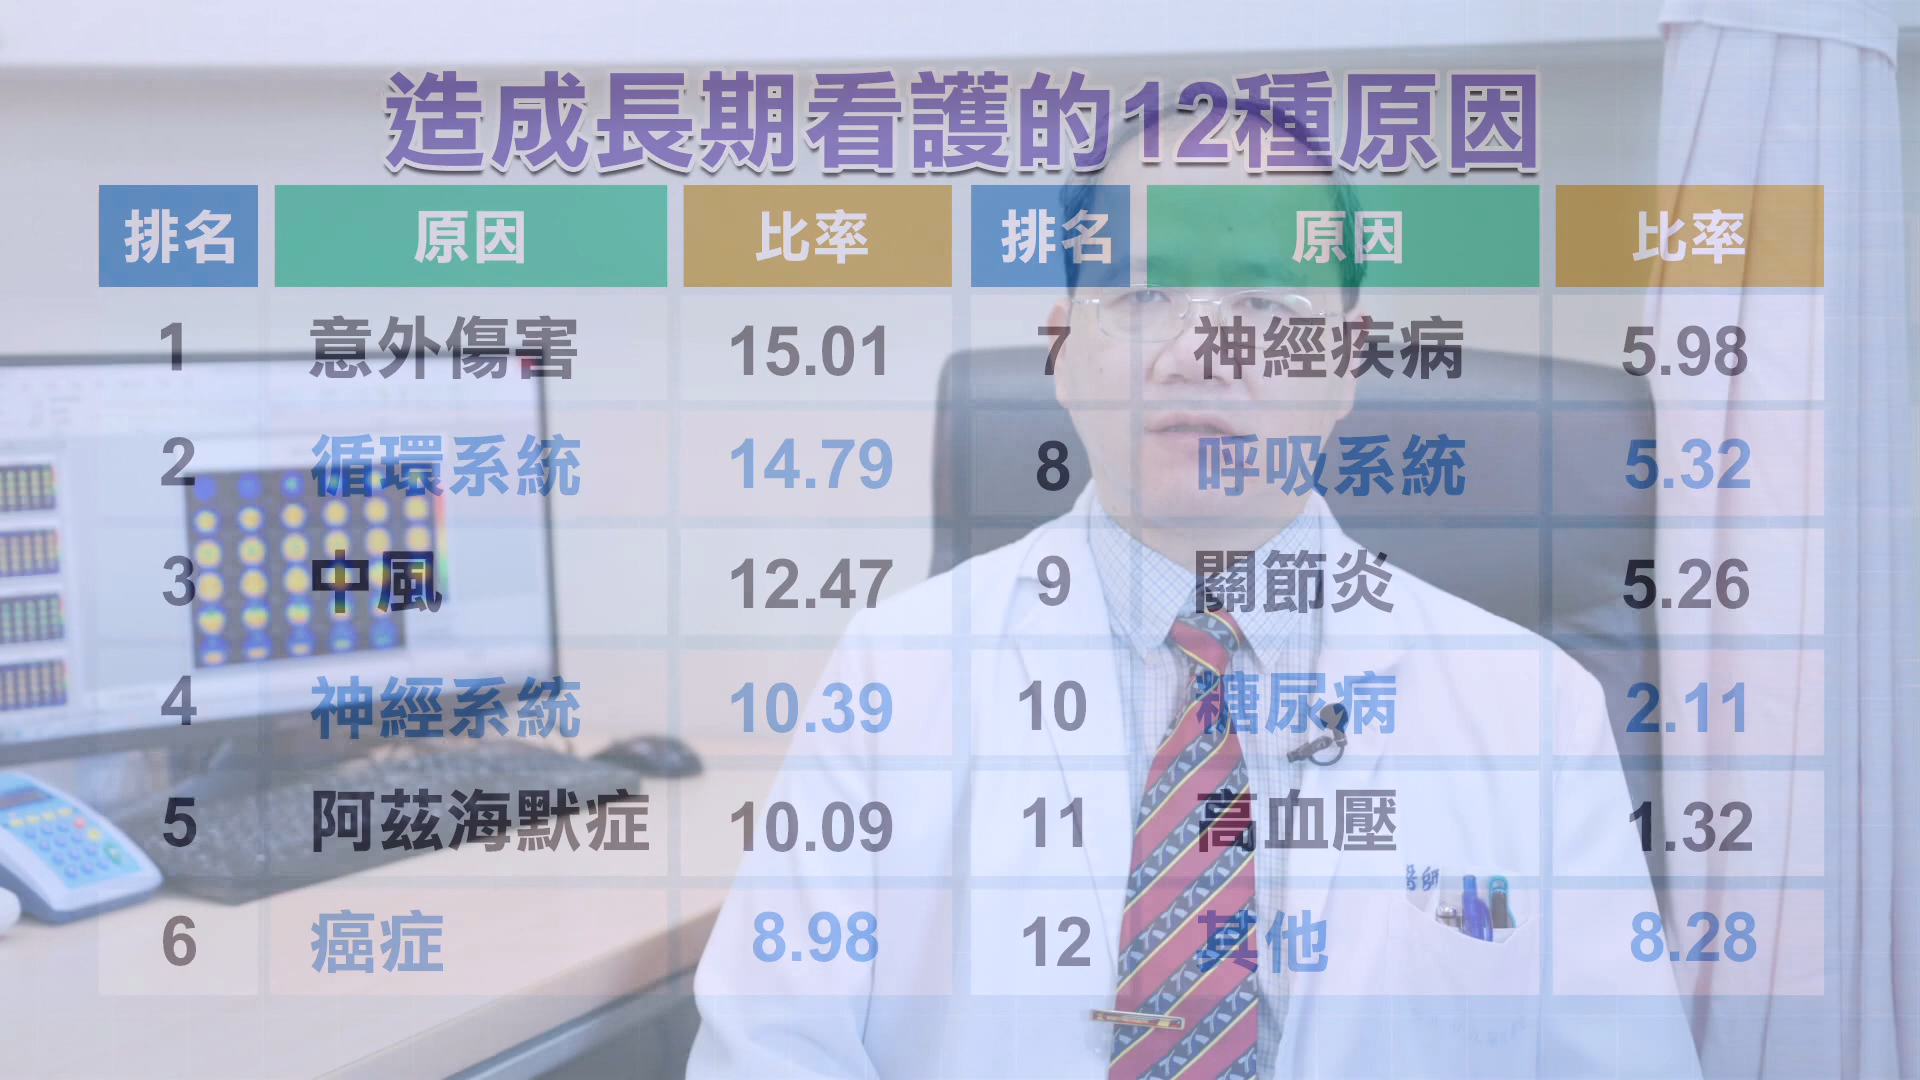 造成長期看護的12種原因
排名 原因 比率 排名 原因 比率
1 意外傷害 15.01 7 神經疾病 5.98
2 循環系統 14.79 8 呼吸系統 5.32
3 中風 12.47 9 關節炎 5.26
4 神經系統 10.39 10 糖尿病 2.11
5 阿茲海默症 10.09 11 高血壓 1.32
醫師
6 癌症 8.98 12 其他 8.28